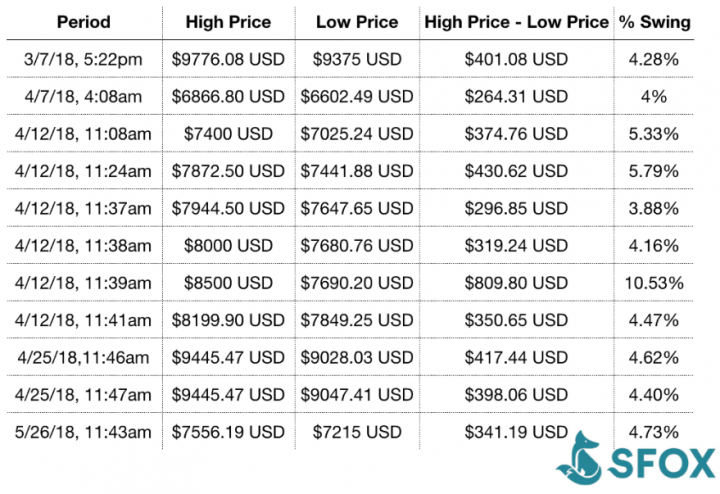 Period High Price Low Price High Price - Low Price % Swing
3/7/18, 5:22pm $9776.08 USD $9375 USD $401.08 USD 4.28%
4/7/18, 4:08am $6866.80 USD $6602.49 USD $264.31 USD 4%
4/12/18, 11:08am $7400 USD $7025.24 USD $374.76 USD 5.33%
4/12/18, 11:24am $7872.50 USD $7441.88 USD $430.62 USD 5.79%
4/12/18, 11:37am $7944.50 USD $7647.65 USD $296.85 USD 3.88%
4/12/18, 11:38am $8000 USD $7680.76 USD $319.24 USD 4.16%
4/12/18, 11:39am $8500 USD $7690.20 USD $809.80 USD 10.53%
4/12/18, 11:41am $8199.90 USD $7849.25 USD $350.65 USD 4.47%
4/25/18,11:46am $9445.47 USD $9028.03 USD $417.44 USD 4.62%
4/25/18, 11:47am $9445.47 USD $9047.41 USD $398.06 USD 4.40%
5/26/18, 11:43am $7556.19 USD $7215 USD $341.19 USD 4.73%
SFOX